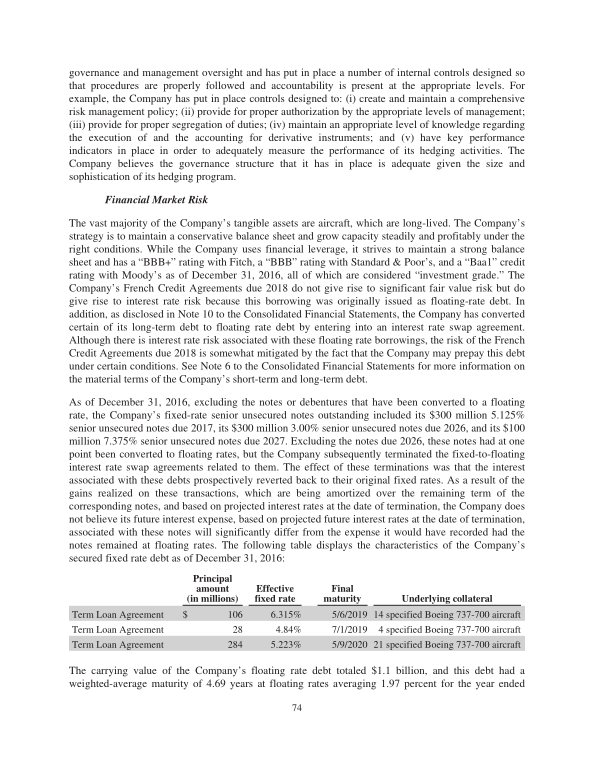 governance and management oversight and has put in place a number of internal controls designed so
that procedures are properly followed and accountability is present at the appropriate levels. For
example, the Company has put in place controls designed to: (i) create and maintain a comprehensive
risk management policy; (ii) provide for proper authorization by the appropriate levels of management;
(iii) provide for proper segregation of duties; (iv) maintain an appropriate level of knowledge regarding
the execution of and the accounting for derivative instruments; and (v) have key performance
indicators in place in order to adequately measure the performance of its hedging activities. The
Company believes the governance structure that it has in place is adequate given the size and
sophistication of its hedging program.
Financial Market Risk
The vast majority of the Company’s tangible assets are aircraft, which are long-lived. The Company’s
strategy is to maintain a conservative balance sheet and grow capacity steadily and profitably under the
right conditions. While the Company uses financial leverage, it strives to maintain a strong balance
sheet and has a “BBB+” rating with Fitch, a “BBB” rating with Standard & Poor’s, and a “Baa1” credit
rating with Moody’s as of December 31, 2016, all of which are considered “investment grade.” The
Company’s French Credit Agreements due 2018 do not give rise to significant fair value risk but do
give rise to interest rate risk because this borrowing was originally issued as floating-rate debt. In
addition, as disclosed in Note 10 to the Consolidated Financial Statements, the Company has converted
certain of its long-term debt to floating rate debt by entering into an interest rate swap agreement.
Although there is interest rate risk associated with these floating rate borrowings, the risk of the French
Credit Agreements due 2018 is somewhat mitigated by the fact that the Company may prepay this debt
under certain conditions. See Note 6 to the Consolidated Financial Statements for more information on
the material terms of the Company’s short-term and long-term debt.
As of December 31, 2016, excluding the notes or debentures that have been converted to a floating
rate, the Company’s fixed-rate senior unsecured notes outstanding included its $300 million 5.125%
senior unsecured notes due 2017, its $300 million 3.00% senior unsecured notes due 2026, and its $100
million 7.375% senior unsecured notes due 2027. Excluding the notes due 2026, these notes had at one
point been converted to floating rates, but the Company subsequently terminated the fixed-to-floating
interest rate swap agreements related to them. The effect of these terminations was that the interest
associated with these debts prospectively reverted back to their original fixed rates. As a result of the
gains realized on these transactions, which are being amortized over the remaining term of the
corresponding notes, and based on projected interest rates at the date of termination, the Company does
not believe its future interest expense, based on projected future interest rates at the date of termination,
associated with these notes will significantly differ from the expense it would have recorded had the
notes remained at floating rates. The following table displays the characteristics of the Company’s
secured fixed rate debt as of December 31, 2016:
Principal
amount Effective Final
(in millions) fixed rate maturity Underlying collateral
Term Loan Agreement $ 106 6.315% 5/6/2019 14 specified Boeing 737-700 aircraft
Term Loan Agreement 28 4.84% 7/1/2019 4 specified Boeing 737-700 aircraft
Term Loan Agreement 284 5.223% 5/9/2020 21 specified Boeing 737-700 aircraft
The carrying value of the Company’s floating rate debt totaled $1.1 billion, and this debt had a
weighted-average maturity of 4.69 years at floating rates averaging 1.97 percent for the year ended
74